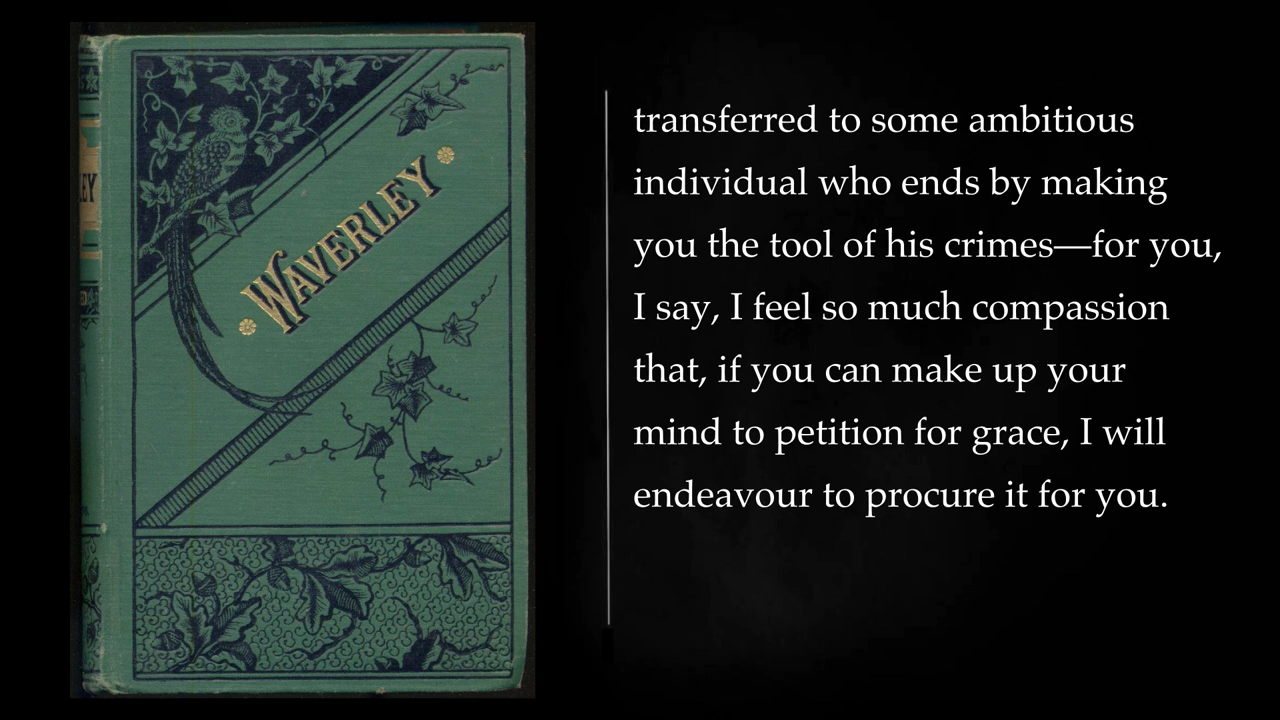 WAVERLEY
EY
transferred to some ambitious
individual who ends by making
you the tool of his crimes—for you,
I say, I feel so much compassion
that, if you can make up your
mind to petition for grace, I will
endeavour to procure it for you.